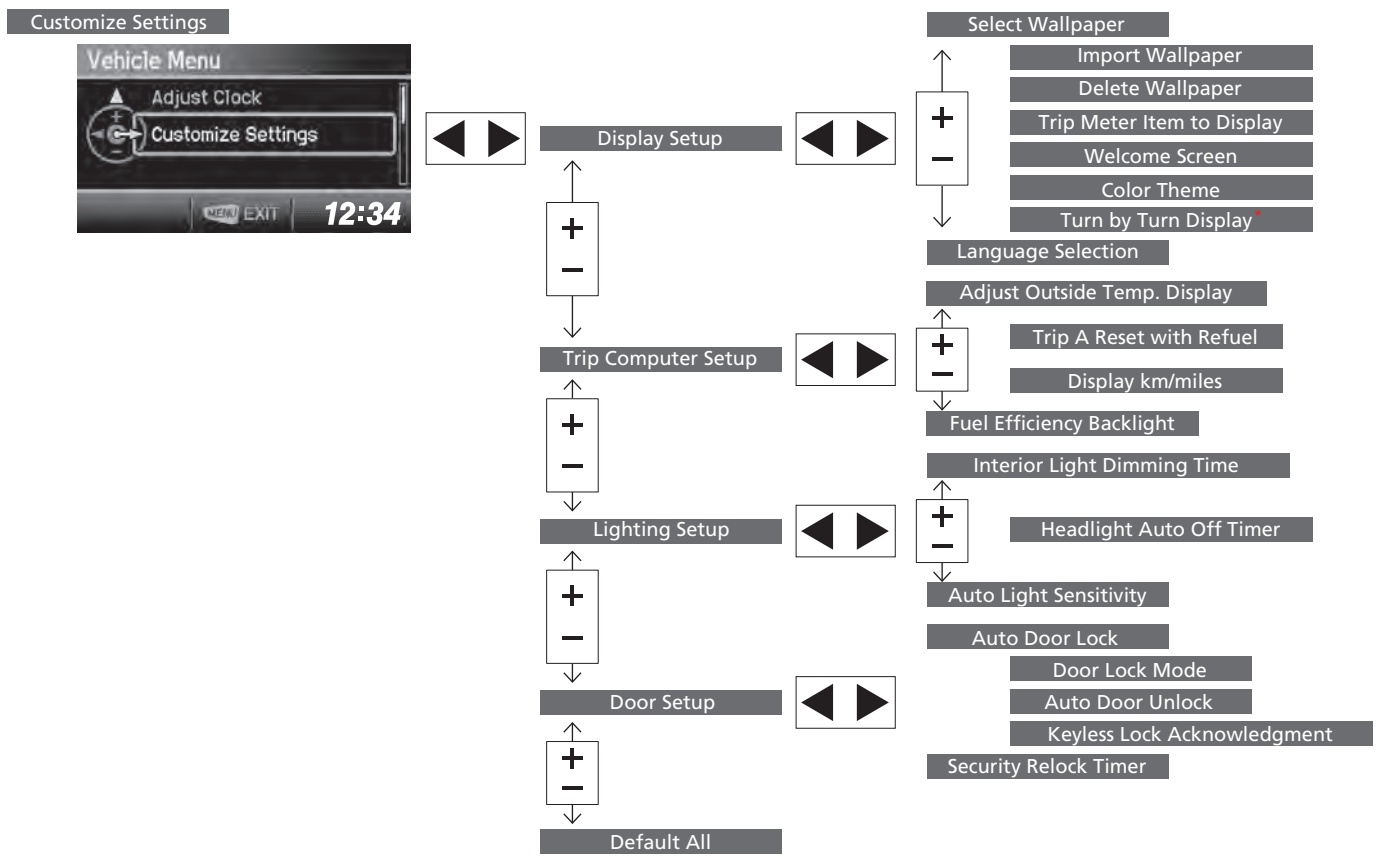 Customize Settings
Vehicle Menu
Adjust Clock
Customize Settings
MENU EXIT
12:34
Display Setup
+
−
Trip Computer Setup
+
−
Lighting Setup
+
−
Door Setup
+
−
Default All
Select Wallpaper
+
−
Import Wallpaper
Delete Wallpaper
Trip Meter Item to Display
Welcome Screen
Color Theme
Turn by Turn Display*
Language Selection
Adjust Outside Temp. Display
+
−
Trip A Reset with Refuel
Display km/miles
Fuel Efficiency Backlight
Interior Light Dimming Time
+
−
Headlight Auto Off Timer
Auto Light Sensitivity
Auto Door Lock
Door Lock Mode
Auto Door Unlock
Keyless Lock Acknowledgment
Security Relock Timer